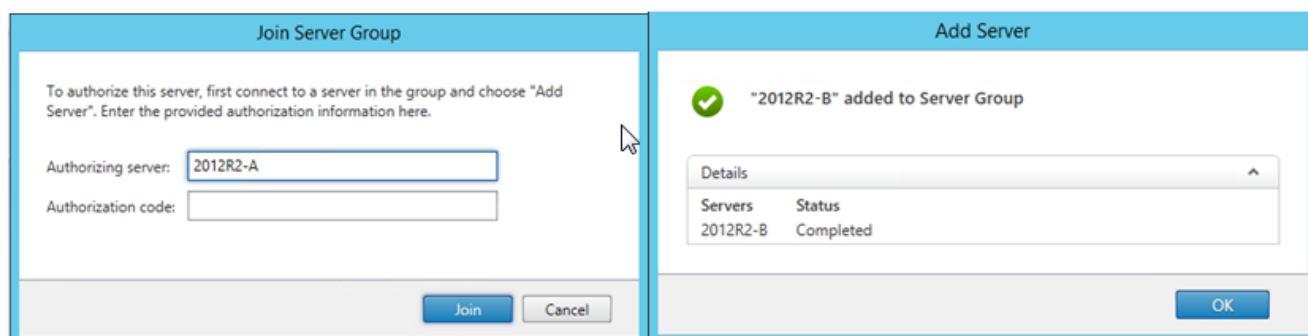 Join Server Group
To authorize this server, first connect to a server in the group and choose "Add
Server". Enter the provided authorization information here.
Authorizing server: 2012R2-A
Authorization code:
Join Cancel
Add Server
"2012R2-B" added to Server Group
Details
Servers Status
2012R2-B Completed
OK